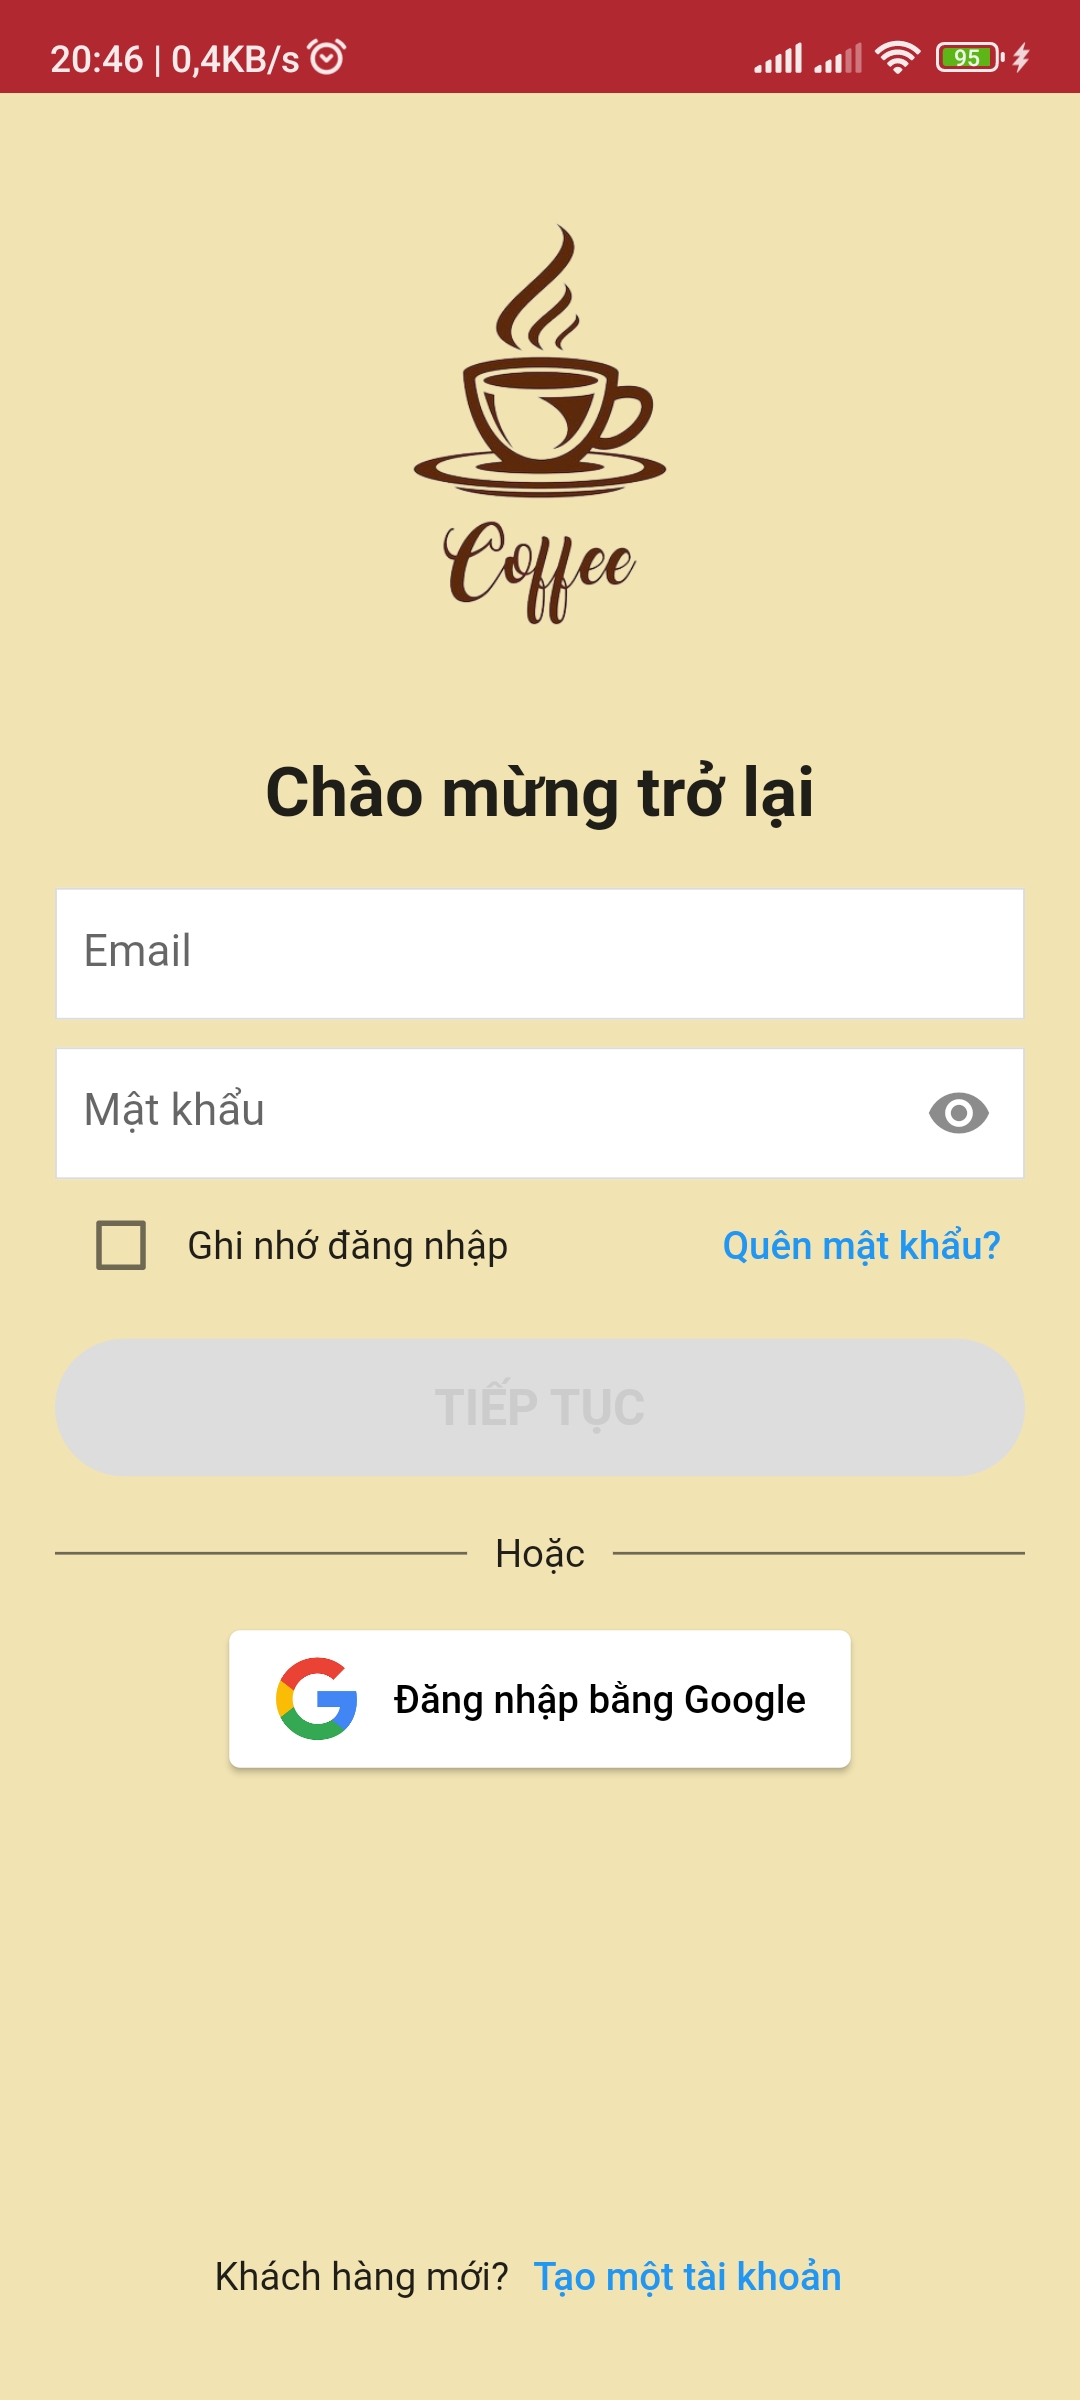 20:46 | 0,4KB/s
95
Coffee
Chào mừng trở lại
Email
Mật khẩu
Ghi nhớ đăng nhập Quên mật khẩu?
TIẾP TỤC
Hoặc
Đăng nhập bằng Google
Khách hàng mới? Tạo một tài khoản